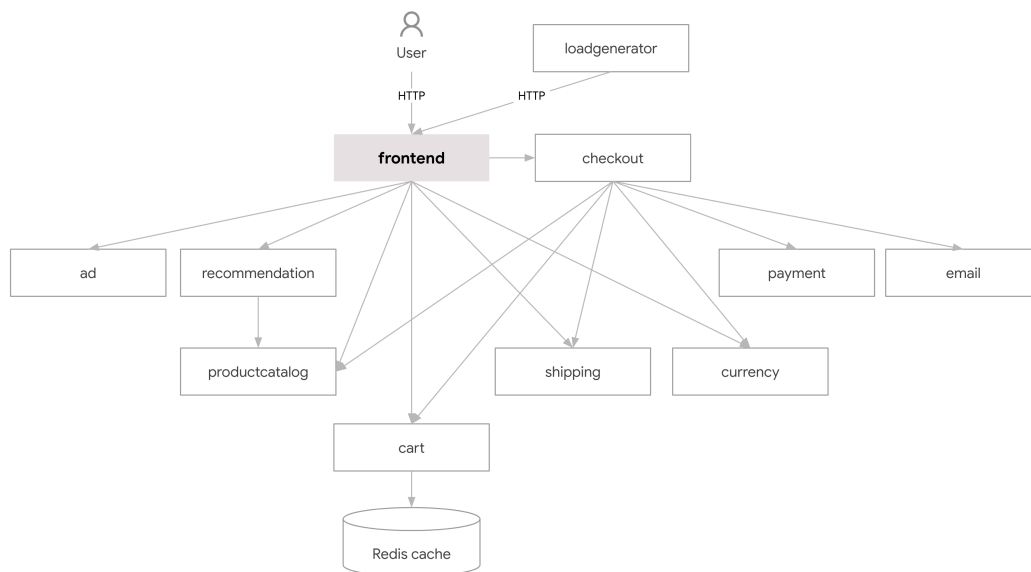 User
loadgenerator
HTTP
HTTP
frontend
checkout
ad
recommendation
payment
email
productcatalog
shipping
currency
cart
Redis cache